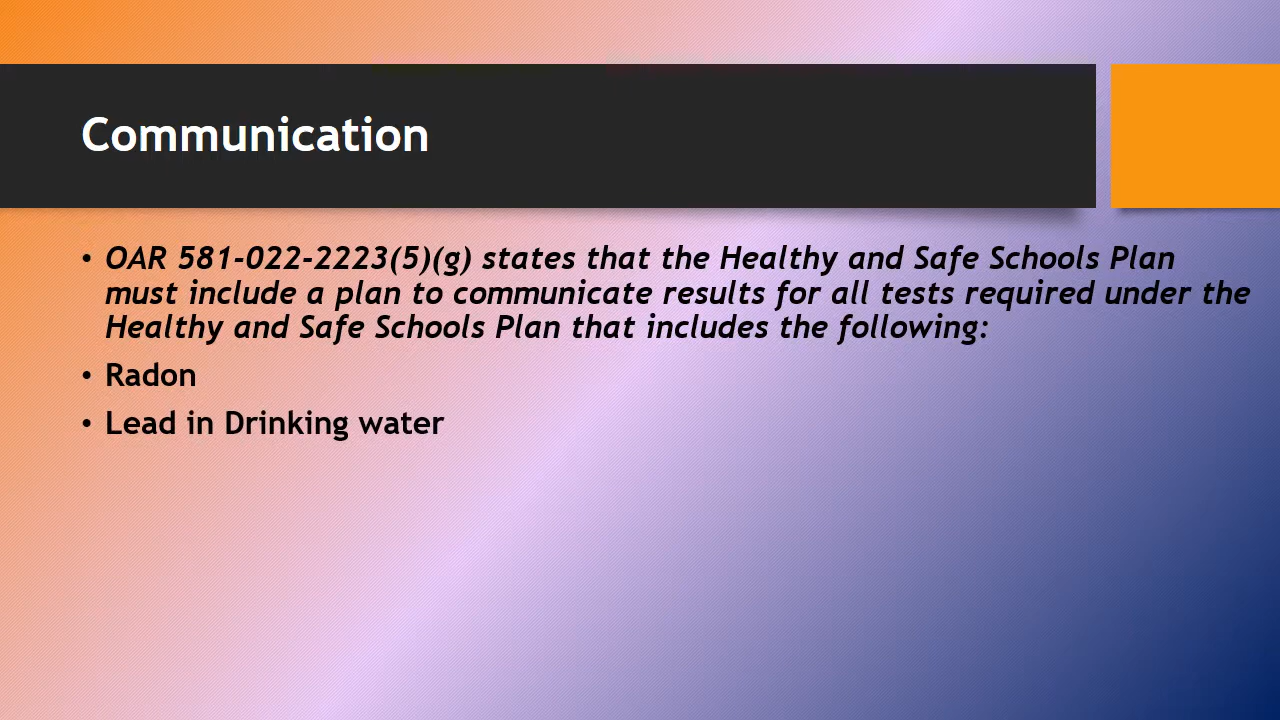 Communication
• OAR 581-022-2223(5)(g) states that the Healthy and Safe Schools Plan
must include a plan to communicate results for all tests required under the
Healthy and Safe Schools Plan that includes the following:
• Radon
• Lead in Drinking water